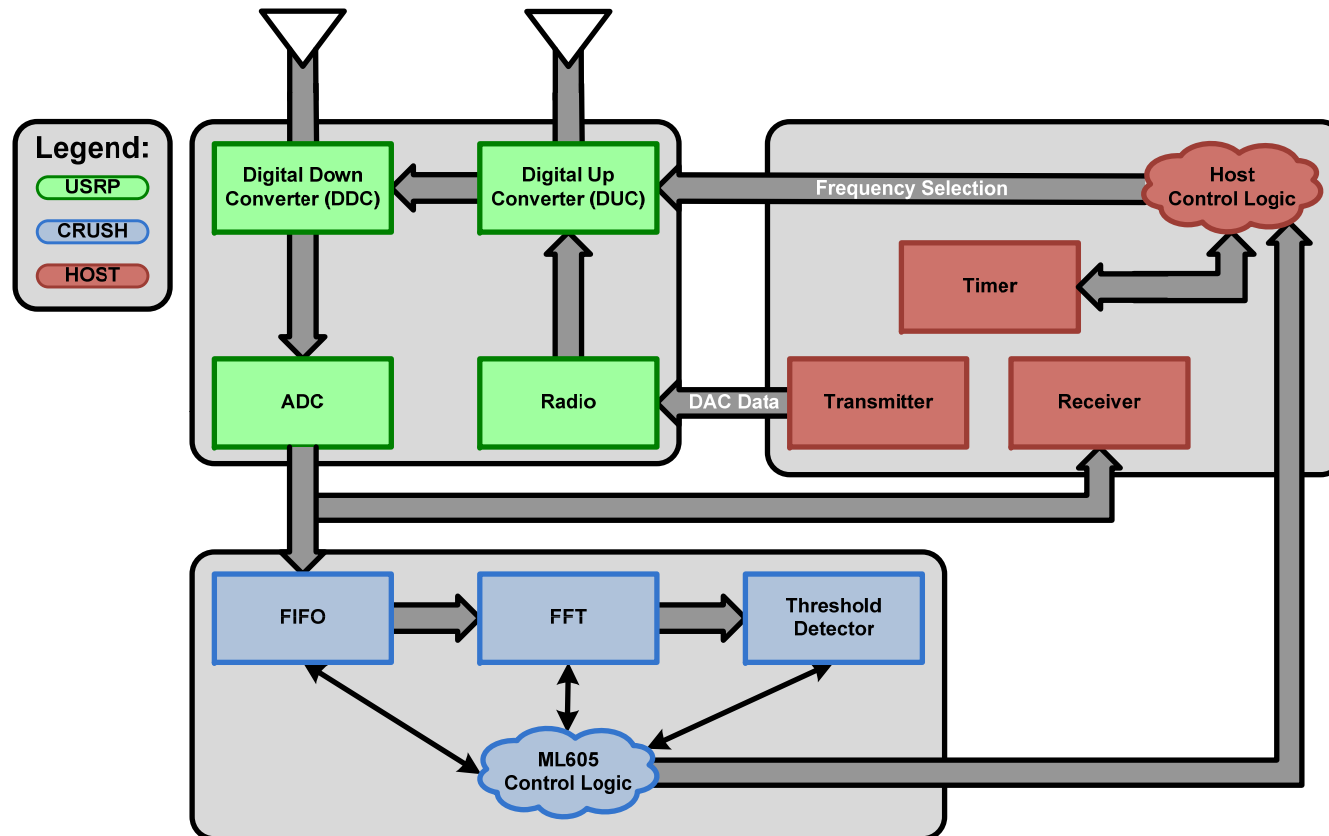 Legend:
USRP
CRUSH
HOST
Digital Down
Converter (DDC)
Digital Up
Converter (DUC)
Frequency Selection
Host
Control Logic
Timer
ADC
Radio
DAC Data
Transmitter
Receiver
FIFO
FFT
Threshold
Detector
ML605
Control Logic